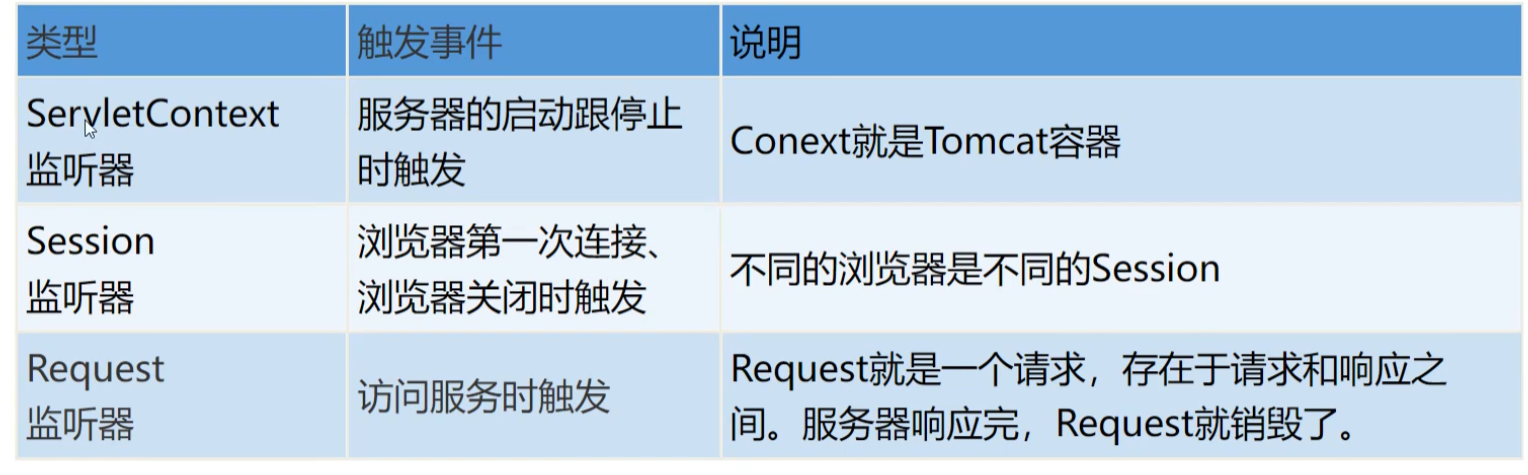 类型
触发事件
说明
ServletContext
监听器
服务器的启动跟停止
时触发
Conext就是Tomcat容器
Session
监听器
浏览器第一次连接、
浏览器关闭时触发
不同的浏览器是不同的Session
Request
监听器
访问服务时触发
Request就是一个请求，存在于请求和响应之
间。服务器响应完，Request就销毁了。